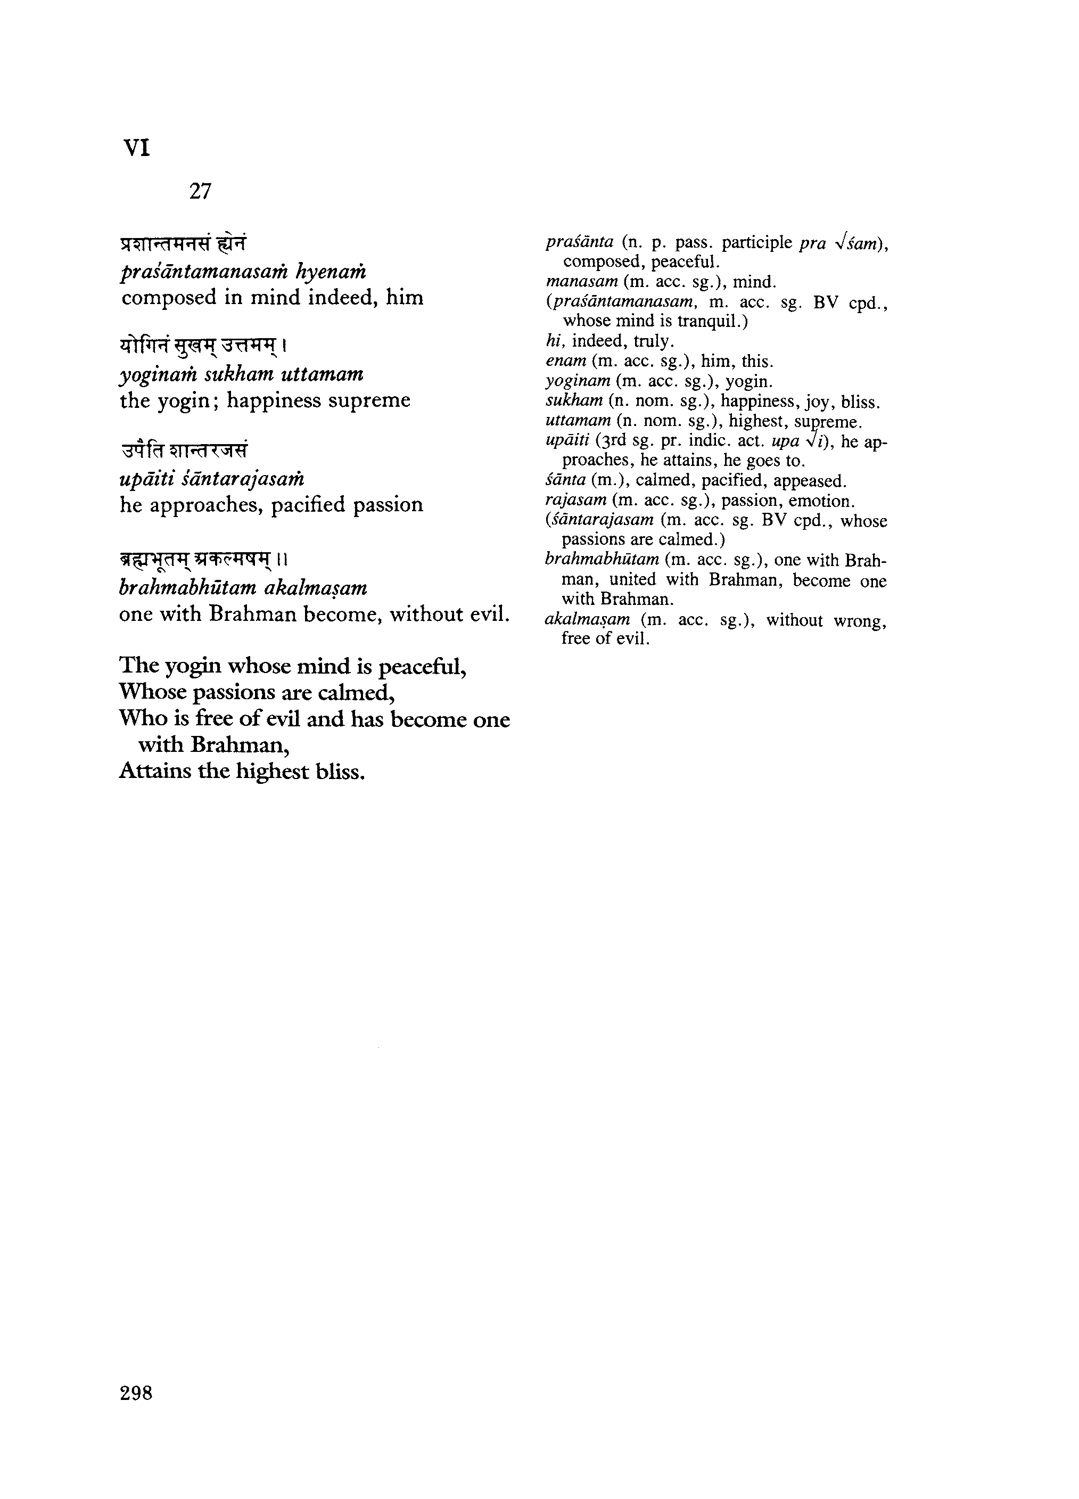 VI
27
प्रशान्तमनसं ह्येनं
praśāntamanasaṁ hyenaṁ
composed in mind indeed, him
योगिनं सुखम् उत्तमम् ।
yoginaṁ sukham uttamam
the yogin; happiness supreme
उपैति शान्तरजसं
upāiti śāntarajasaṁ
he approaches, pacified passion
ब्रह्मभूतम् अकल्मषम् ॥
brahmabhūtam akalmaṣam
one with Brahman become, without evil.
The yogin whose mind is peaceful,
Whose passions are calmed,
Who is free of evil and has become one
with Brahman,
Attains the highest bliss.
praśānta (n. p. pass. participle pra √śam),
composed, peaceful.
manasam (m. acc. sg.), mind.
(praśāntamanasam, m. acc. sg. BV cpd.,
whose mind is tranquil.)
hi, indeed, truly.
enam (m. acc. sg.), him, this.
yoginam (m. acc. sg.), yogin.
sukham (n. nom. sg.), happiness, joy, bliss.
uttamam (n. nom. sg.), highest, supreme.
upāiti (3rd sg. pr. indic. act. upa √i), he ap-
proaches, he attains, he goes to.
śānta (m.), calmed, pacified, appeased.
rajasam (m. acc. sg.), passion, emotion.
(śāntarajasam (m. acc. sg. BV cpd., whose
passions are calmed.)
brahmabhūtam (m. acc. sg.), one with Brah-
man, united with Brahman, become one
with Brahman.
akalmaṣam (m. acc. sg.), without wrong,
free of evil.
298